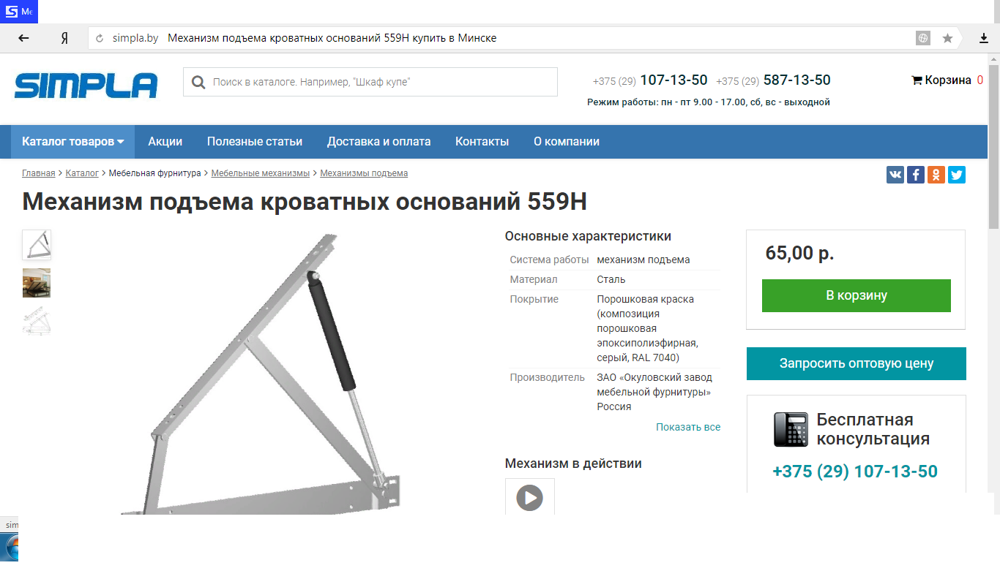 Ме
Я
simpla.by Механизм подъема кроватных оснований 559Н купить в Минске
SIMPLA
Поиск в каталоге. Например, "Шкаф купе"
+375 (29) 107-13-50 +375 (29) 587-13-50
Режим работы: пн - пт 9.00 - 17.00, сб, вс - выходной
Корзина 0
Каталог товаров Акции Полезные статьи Доставка и оплата Контакты О компании
Главная > Каталог > Мебельная фурнитура > Мебельные механизмы > Механизмы подъема
Механизм подъема кроватных оснований 559Н
Основные характеристики
Система работы механизм подъема
Материал Сталь
Покрытие Порошковая краска
(композиция
порошковая
эпоксиполиэфирная,
серый, RAL 7040)
Производитель ЗАО «Окуловский завод
мебельной фурнитуры»
Россия
Показать все
Механизм в действии
65,00 р.
В корзину
Запросить оптовую цену
Бесплатная
консультация
+375 (29) 107-13-50
sim